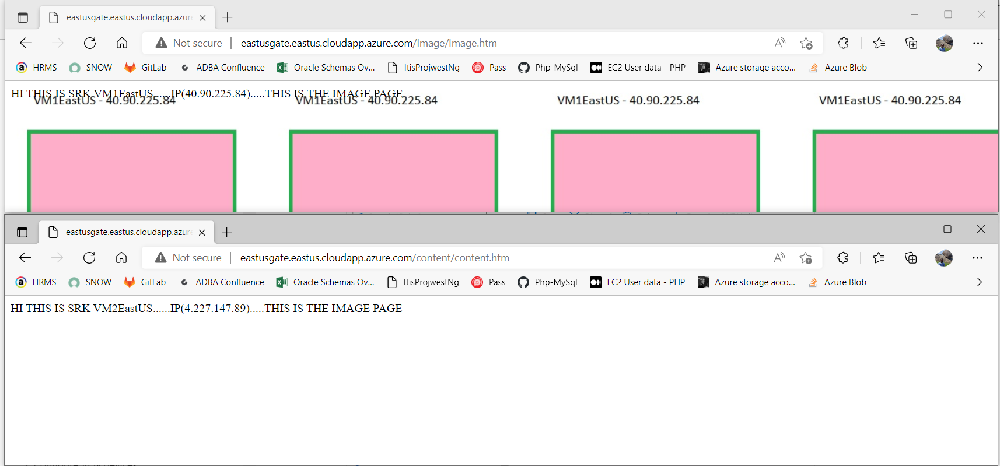 eastusgate.eastus.cloudapp.azur
Not secure | eastusgate.eastus.cloudapp.azure.com/Image/Image.htm
HRMS SNOW GitLab ADBA Confluence Oracle Schemas Ov... ItisProjwestNg Pass Php-MySql EC2 User data - PHP Azure storage acco... Azure Blob
HI THIS IS SRK VM1EastUS......IP(40.90.225.84).....THIS IS THE IMAGE PAGE
VM1EastUS - 40.90.225.84 VM1EastUS - 40.90.225.84 VM1EastUS - 40.90.225.84 VM1EastUS - 40.90.225.84
eastusgate.eastus.cloudapp.azur
Not secure | eastusgate.eastus.cloudapp.azure.com/content/content.htm
HRMS SNOW GitLab ADBA Confluence Oracle Schemas Ov... ItisProjwestNg Pass Php-MySql EC2 User data - PHP Azure storage acco... Azure Blob
HI THIS IS SRK VM2EastUS......IP(4.227.147.89).....THIS IS THE IMAGE PAGE